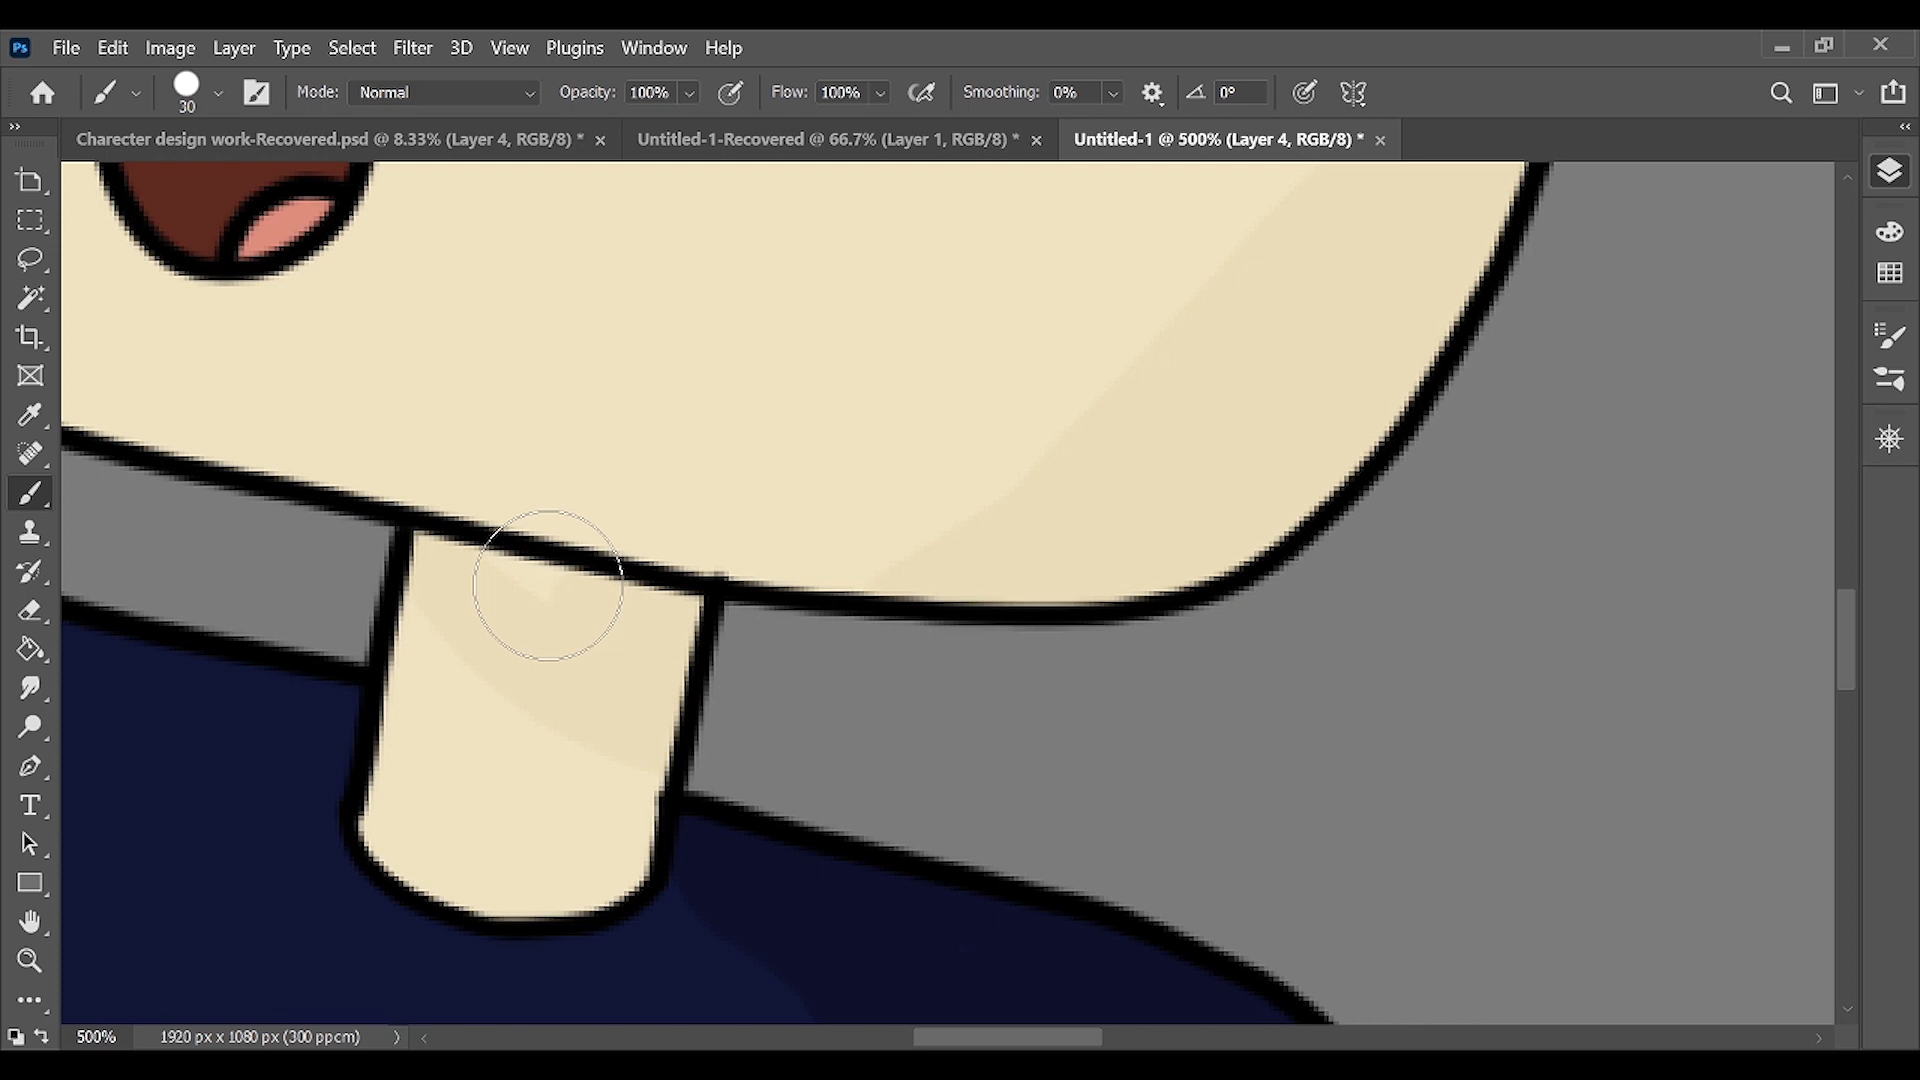 Ps File Edit Image Layer Type Select Filter 3D View Plugins Window Help
30 Mode: Normal Opacity: 100% Flow: 100% Smoothing: 0% 0°
Charecter design work-Recovered.psd @ 8.33% (Layer 4, RGB/8) * Untitled-1-Recovered @ 66.7% (Layer 1, RGB/8) * Untitled-1 @ 500% (Layer 4, RGB/8) *
500% 1920 px x 1080 px (300 ppcm)